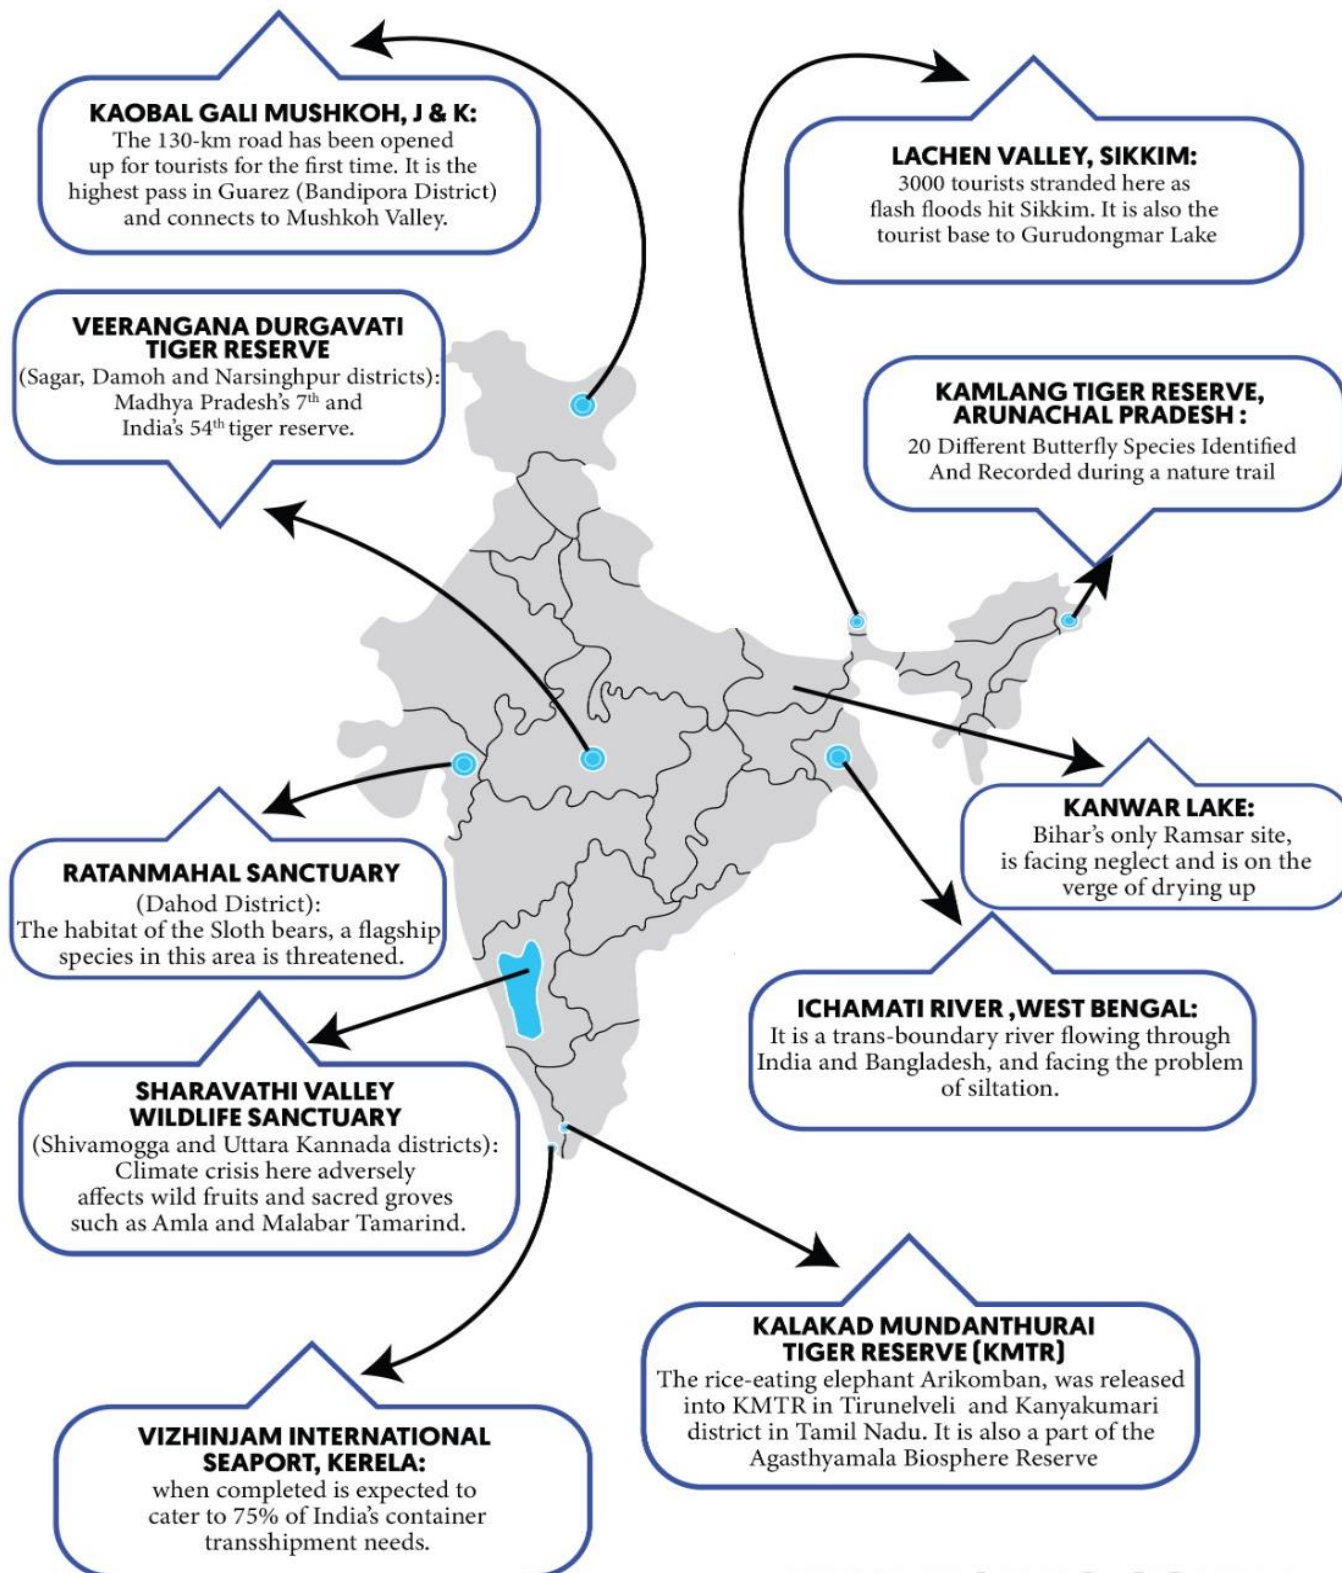 KAOBAL GALI MUSHKOH, J & K:
The 130-km road has been opened
up for tourists for the first time. It is the
highest pass in Guarez (Bandipora District)
and connects to Mushkoh Valley.
LACHEN VALLEY, SIKKIM:
3000 tourists stranded here as
flash floods hit Sikkim. It is also the
tourist base to Gurudongmar Lake
VEERANGANA DURGAVATI
TIGER RESERVE
(Sagar, Damoh and Narsinghpur districts):
Madhya Pradesh's 7th and
India's 54th tiger reserve.
KAMLANG TIGER RESERVE,
ARUNACHAL PRADESH :
20 Different Butterfly Species Identified
And Recorded during a nature trail
KANWAR LAKE:
Bihar's only Ramsar site,
is facing neglect and is on the
verge of drying up
RATANMAHAL SANCTUARY
(Dahod District):
The habitat of the Sloth bears, a flagship
species in this area is threatened.
ICHAMATI RIVER ,WEST BENGAL:
It is a trans-boundary river flowing through
India and Bangladesh, and facing the problem
of siltation.
SHARAVATHI VALLEY
WILDLIFE SANCTUARY
(Shivamogga and Uttara Kannada districts):
Climate crisis here adversely
affects wild fruits and sacred groves
such as Amla and Malabar Tamarind.
KALAKAD MUNDANTHURAI
TIGER RESERVE (KMTR)
The rice-eating elephant Arikomban, was released
into KMTR in Tirunelveli and Kanyakumari
district in Tamil Nadu. It is also a part of the
Agasthyamala Biosphere Reserve
VIZHINJAM INTERNATIONAL
SEAPORT, KERELA:
when completed is expected to
cater to 75% of India's container
transshipment needs.